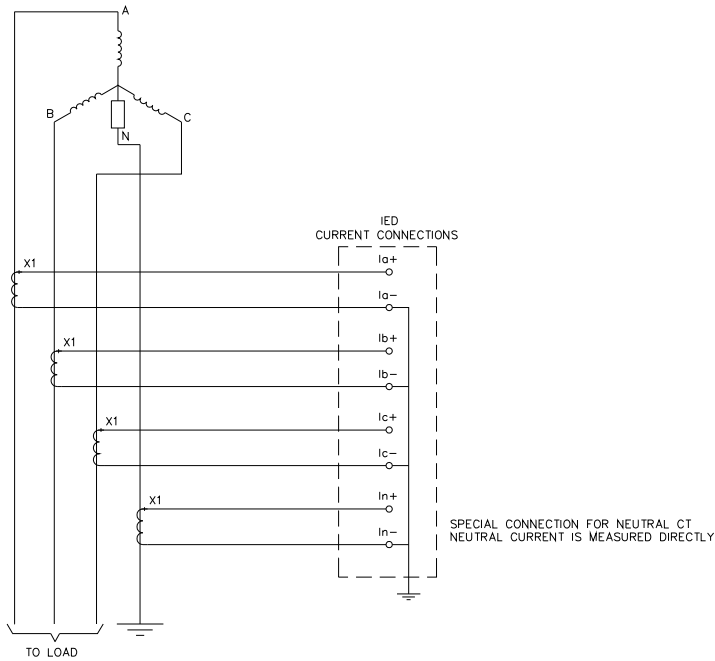 A
B
C
N
IED
CURRENT CONNECTIONS
X1
Ia+
Ia−
X1
Ib+
Ib−
X1
Ic+
Ic−
X1
In+
In−
SPECIAL CONNECTION FOR NEUTRAL CT
NEUTRAL CURRENT IS MEASURED DIRECTLY
TO LOAD